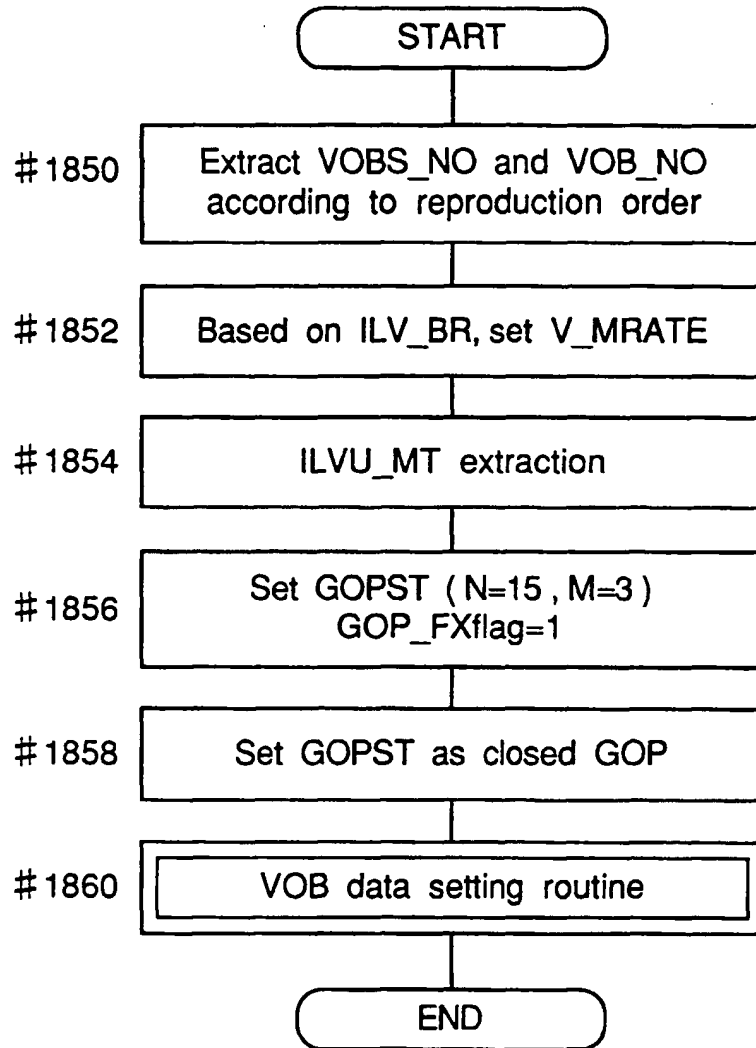 START
#1850
Extract VOBS_NO and VOB_NO
according to reproduction order
#1852
Based on ILV_BR, set V_MRATE
#1854
ILVU_MT extraction
#1856
Set GOPST ( N=15 , M=3 )
GOP_FXflag=1
#1858
Set GOPST as closed GOP
#1860
VOB data setting routine
END